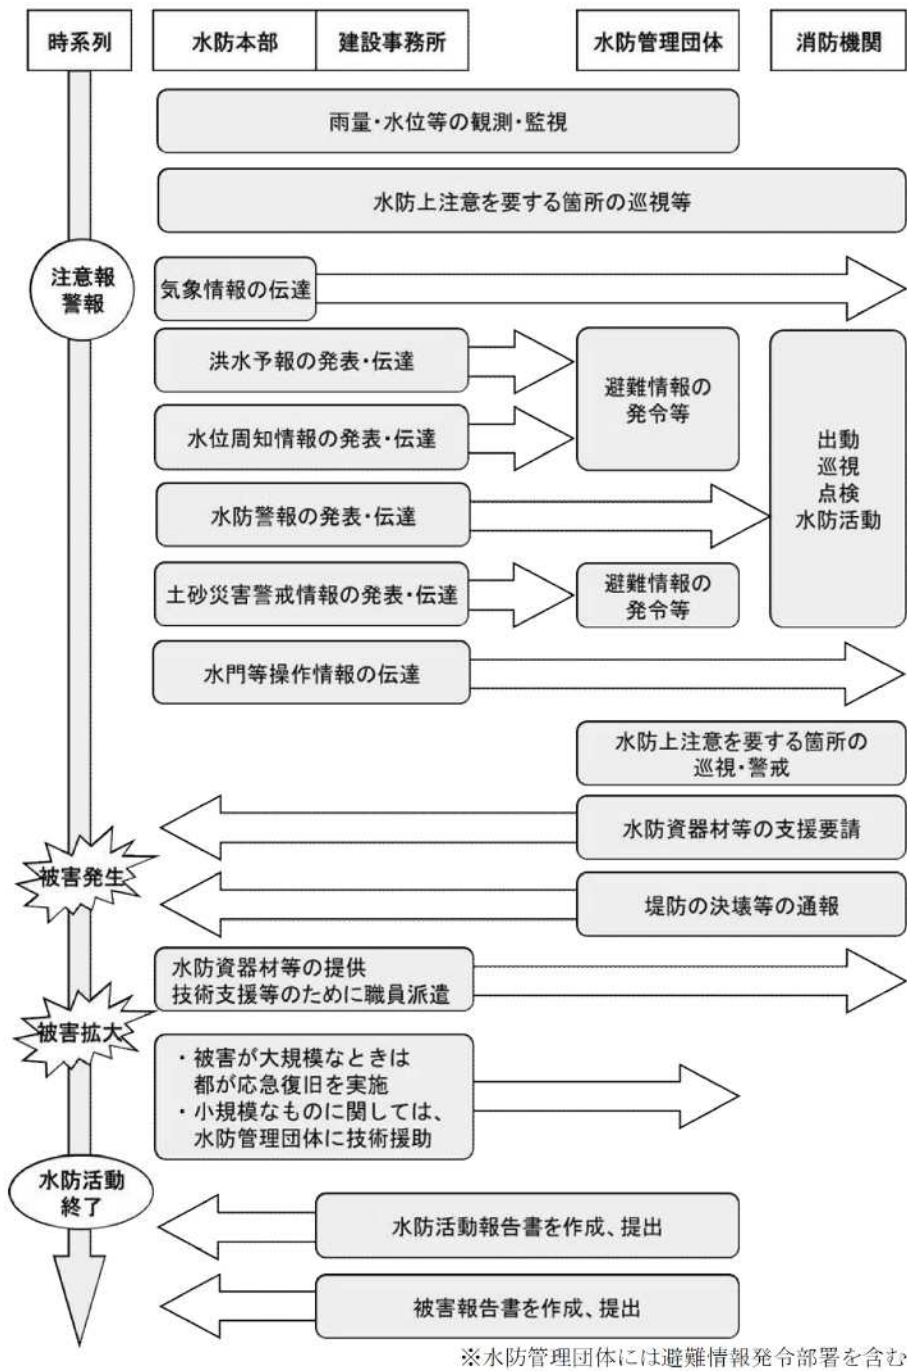 時系列
水防本部
建設事務所
水防管理団体
消防機関
雨量・水位等の観測・監視
水防上注意を要する箇所の巡視等
注意報
警報
気象情報の伝達
洪水予報の発表・伝達
避難情報の
発令等
水位周知情報の発表・伝達
出動
巡視
点検
水防活動
水防警報の発表・伝達
土砂災害警戒情報の発表・伝達
避難情報の
発令等
水門等操作情報の伝達
水防上注意を要する箇所の
巡視・警戒
水防資器材等の支援要請
被害発生
堤防の決壊等の通報
水防資器材等の提供
技術支援等のために職員派遣
被害拡大
・被害が大規模なときは
都が応急復旧を実施
・小規模なものに関しては、
水防管理団体に技術援助
水防活動
終了
水防活動報告書を作成、提出
被害報告書を作成、提出
※水防管理団体には避難情報発令部署を含む